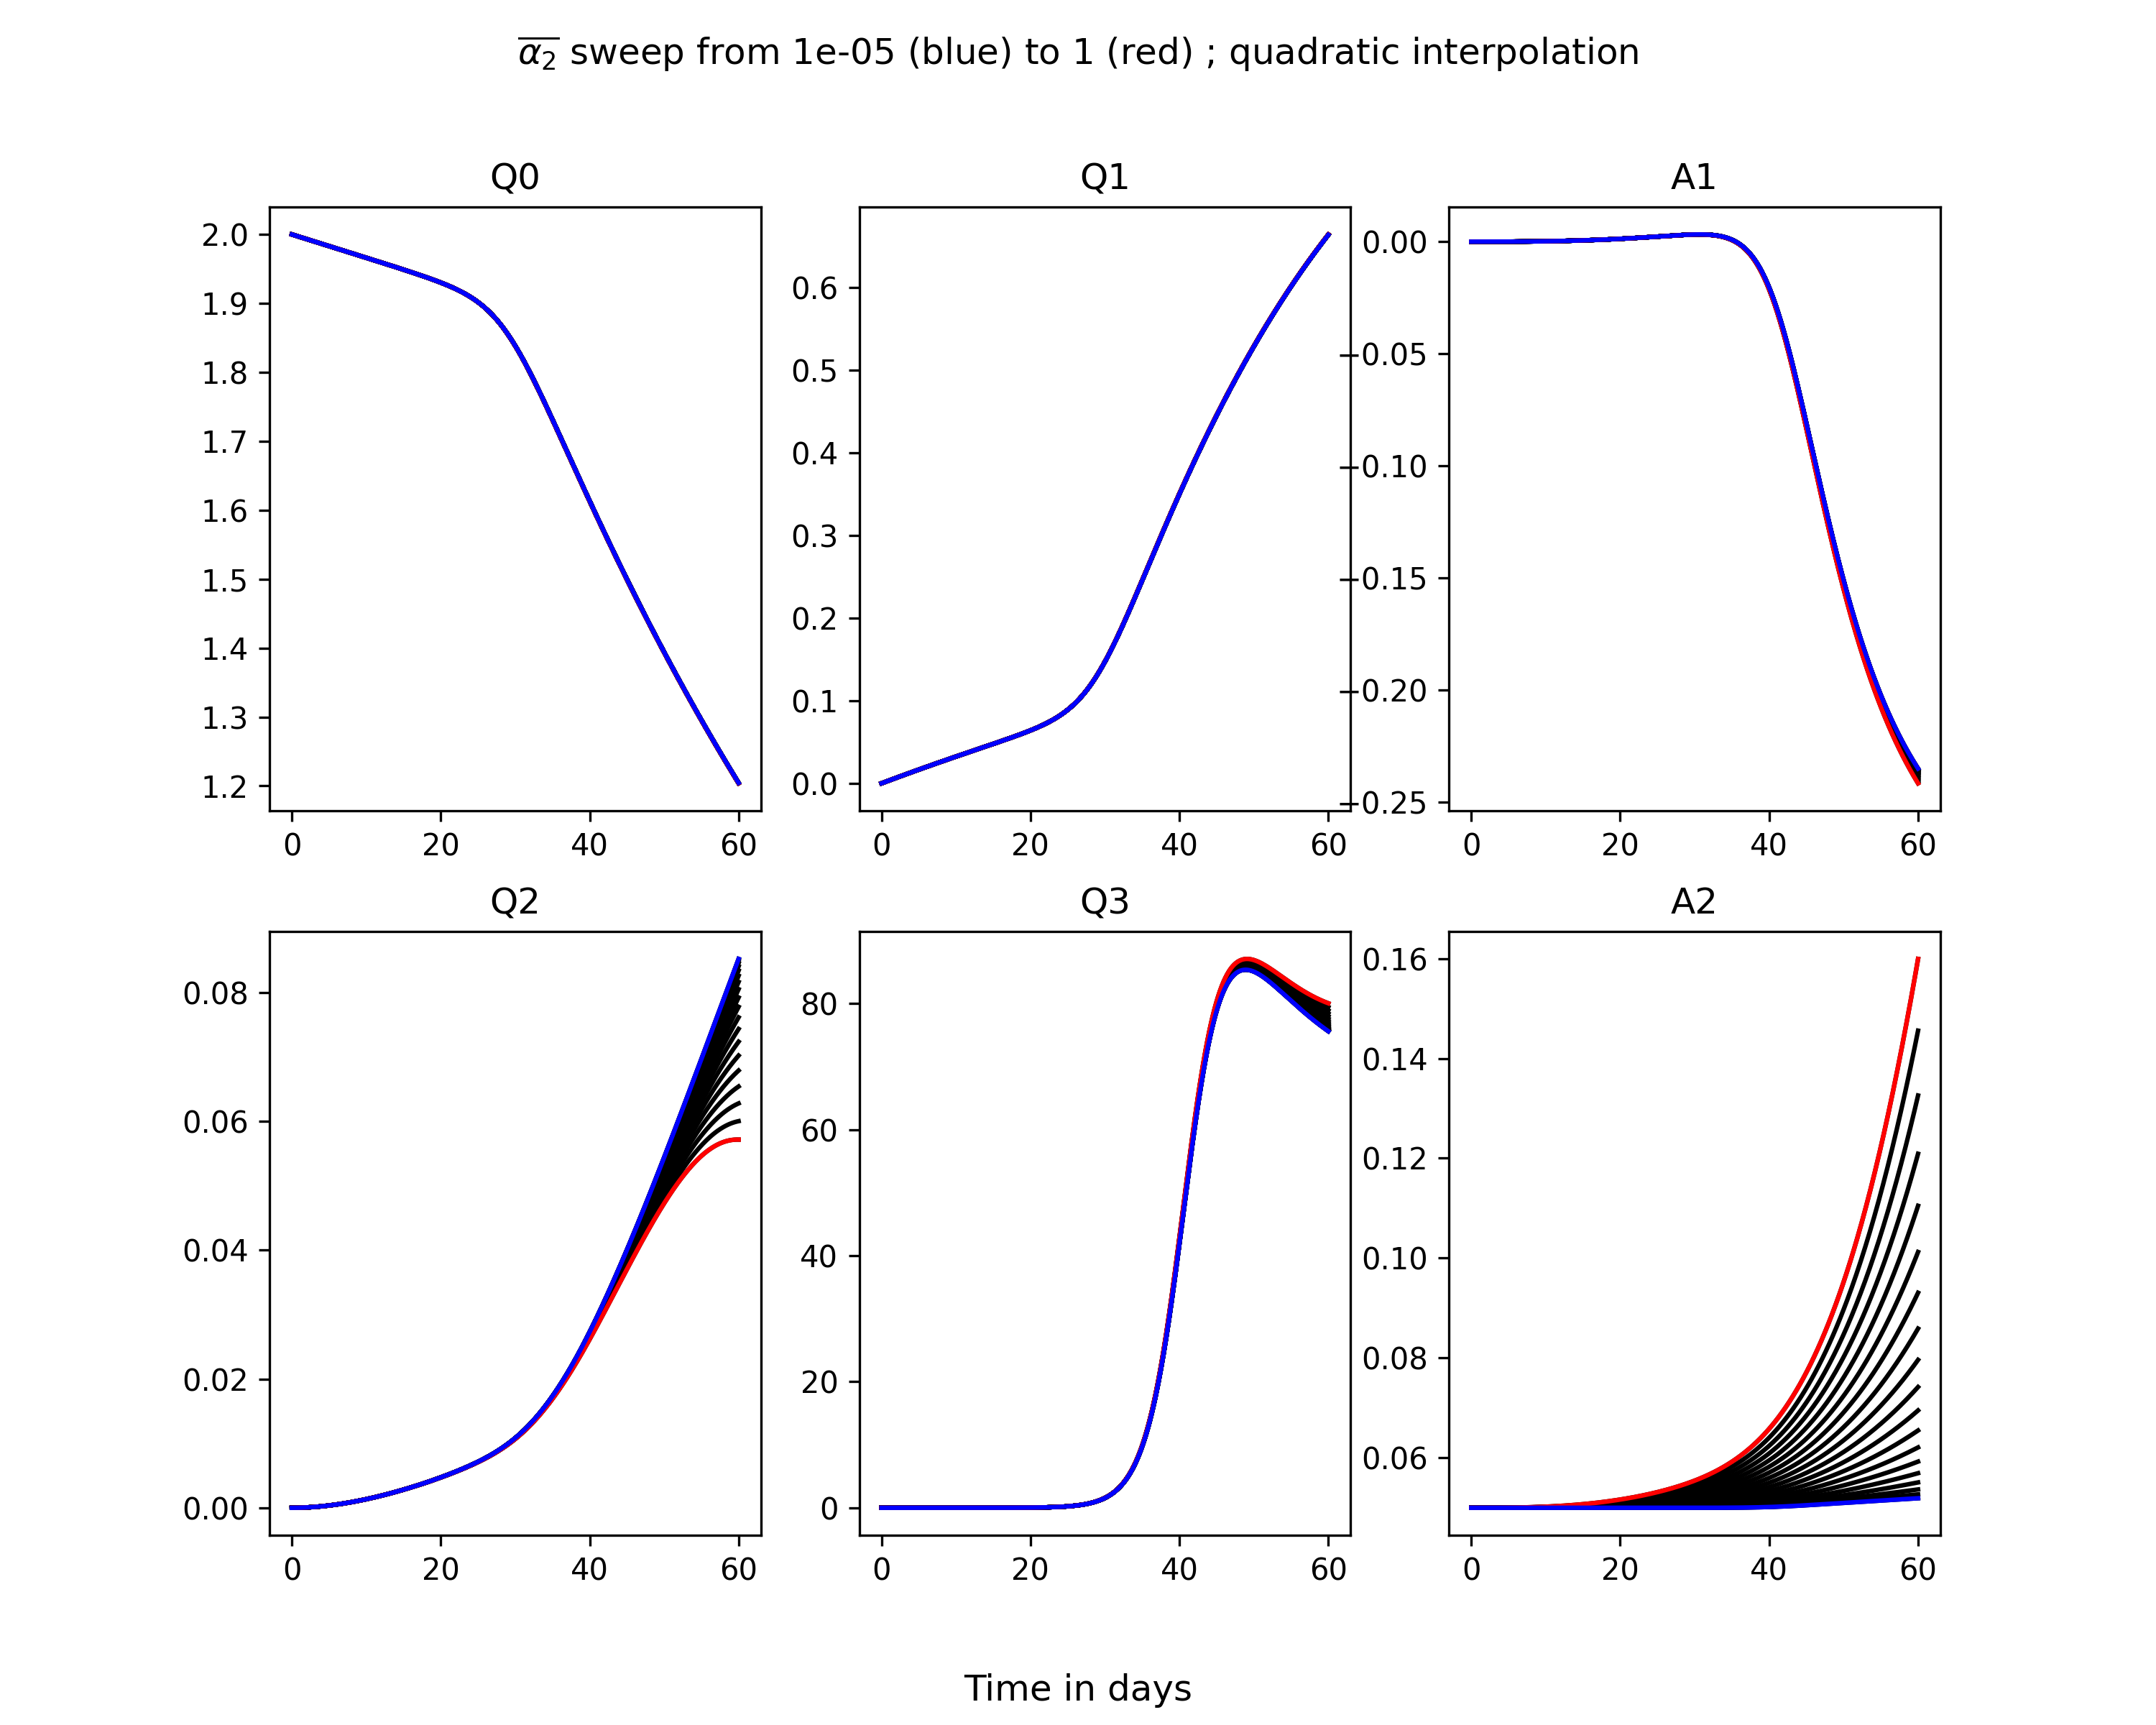 α₂ sweep from 1e-05 (blue) to 1 (red) ; quadratic interpolation
Q0
2.0
1.9
1.8
1.7
1.6
1.5
1.4
1.3
1.2
0 20 40 60
Q1
0.6
0.5
0.4
0.3
0.2
0.1
0.0
0 20 40 60
A1
0.00
−0.05
−0.10
−0.15
−0.20
−0.25
0 20 40 60
Q2
0.08
0.06
0.04
0.02
0.00
0 20 40 60
Q3
80
60
40
20
0
0 20 40 60
A2
0.16
0.14
0.12
0.10
0.08
0.06
0 20 40 60
Time in days